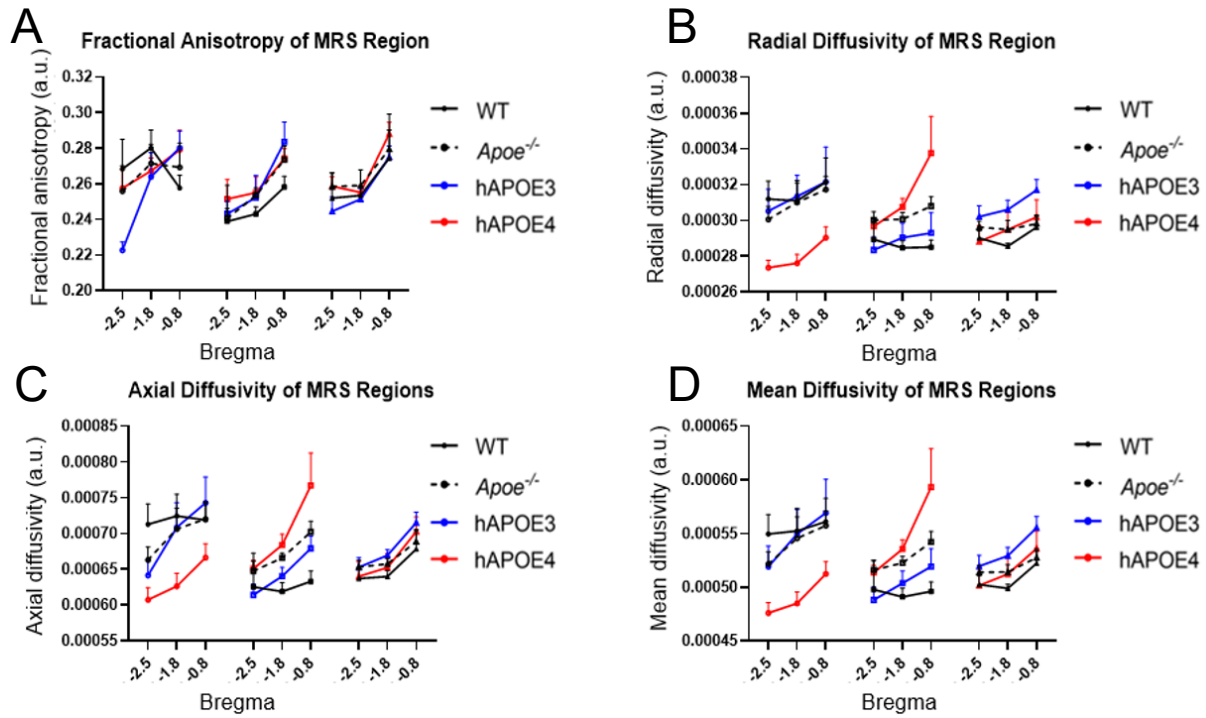 A
Fractional Anisotropy of MRS Region
Fractional anisotropy (a.u.)
0.32
0.30
0.28
0.26
0.24
0.22
0.20
-2.5 -1.8 -0.8 -2.5 -1.8 -0.8 -2.5 -1.8 -0.8
Bregma
WT
Apoe-/-
hAPOE3
hAPOE4
B
Radial Diffusivity of MRS Region
Radial diffusivity (a.u.)
0.00038
0.00036
0.00034
0.00032
0.00030
0.00028
0.00026
-2.5 -1.8 -0.8 -2.5 -1.8 -0.8 -2.5 -1.8 -0.8
Bregma
WT
Apoe-/-
hAPOE3
hAPOE4
C
Axial Diffusivity of MRS Regions
Axial diffusivity (a.u.)
0.00085
0.00080
0.00075
0.00070
0.00065
0.00060
0.00055
-2.5 -1.8 -0.8 -2.5 -1.8 -0.8 -2.5 -1.8 -0.8
Bregma
WT
Apoe-/-
hAPOE3
hAPOE4
D
Mean Diffusivity of MRS Regions
Mean diffusivity (a.u.)
0.00065
0.00060
0.00055
0.00050
0.00045
-2.5 -1.8 -0.8 -2.5 -1.8 -0.8 -2.5 -1.8 -0.8
Bregma
WT
Apoe-/-
hAPOE3
hAPOE4